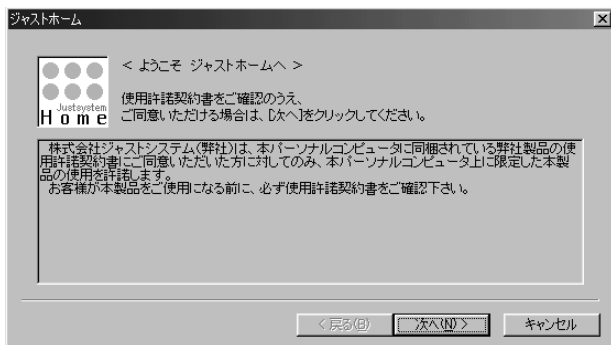 ジャストホーム
< ようこそ ジャストホームへ >
使用許諾契約書をご確認のうえ、
ご同意いただける場合は、[次へ]をクリックしてください。
Justsystem
Home
株式会社ジャストシステム(弊社)は、本パーソナルコンピュータに同梱されている弊社製品の使
用許諾契約書にご同意いただいた方に対してのみ、本パーソナルコンピュータ上に限定した本製
品の使用を許諾します。
お客様が本製品をご使用になる前に、必ず使用許諾契約書をご確認下さい。
< 戻る(B)
次へ(N) >
キャンセル